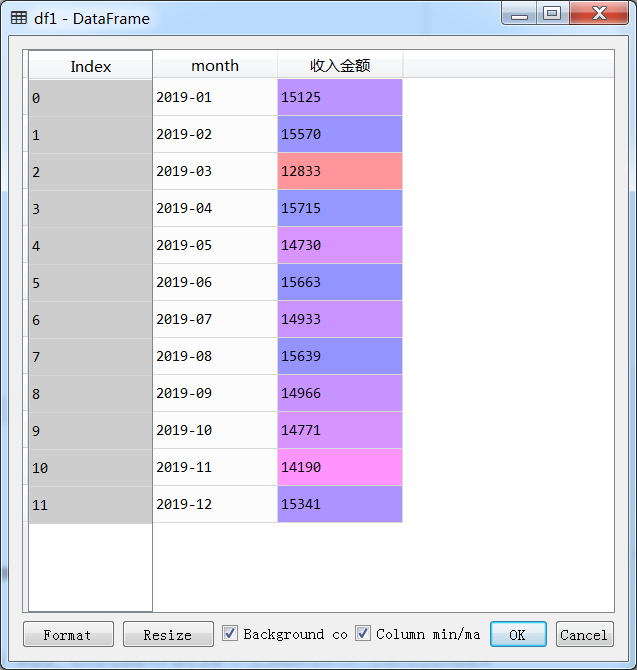 df1 - DataFrame
Index month 收入金额
0 2019-01 15125
1 2019-02 15570
2 2019-03 12833
3 2019-04 15715
4 2019-05 14730
5 2019-06 15663
6 2019-07 14933
7 2019-08 15639
8 2019-09 14966
9 2019-10 14771
10 2019-11 14190
11 2019-12 15341
Format Resize Background co Column min/ma OK Cancel